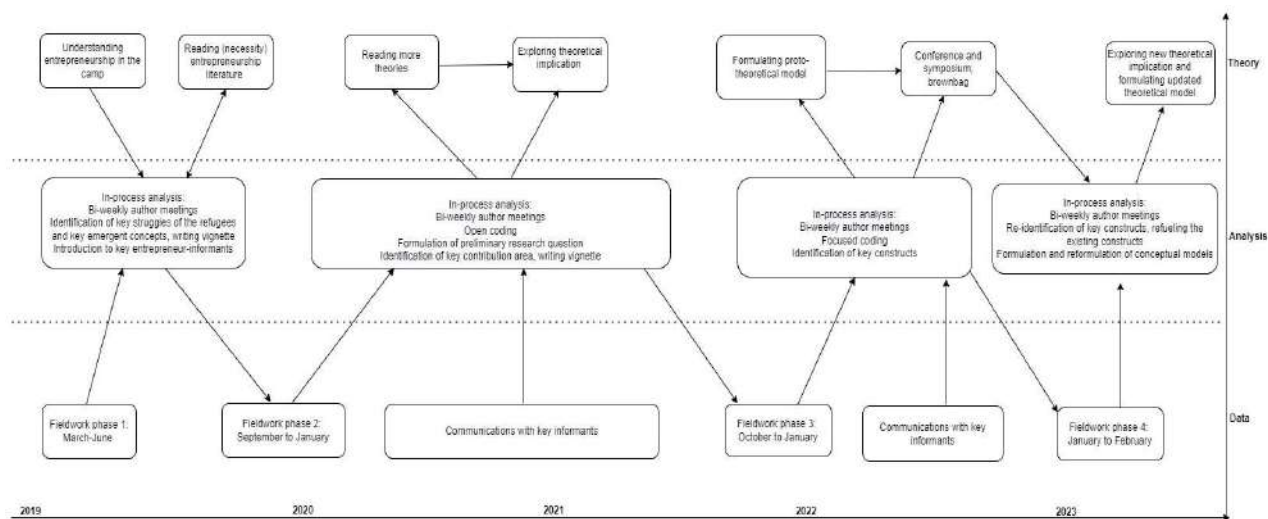 Understanding
entrepreneurship in the
camp
Reading (necessity)
entrepreneurship
literature
Reading more
theories
Exploring theoretical
implication
Formulating proto-
theoretical model
Conference and
symposium,
brownbag
Exploring new theoretical
implication and
formulating updated
theoretical model
Theory
In-process analysis:
Bi-weekly author meetings
Identification of key struggles of the refugees
and key emergent concepts, writing vignette
Introduction to key entrepreneur-informants
In-process analysis:
Bi-weekly author meetings
Open coding
Formulation of preliminary research question
Identification of key contribution area, writing vignette
In-process analysis:
Bi-weekly author meetings
Focused coding
Identification of key constructs
In-process analysis:
Bi-weekly author meetings
Re-identification of key constructs, refueling the
existing constructs
Formulation and reformulation of conceptual models
Analysis
Fieldwork phase 1:
March-June
Fieldwork phase 2:
September to January
Communications with key informants
Fieldwork phase 3:
October to January
Communications with key
informants
Fieldwork phase 4:
January to February
Data
2019
2020
2021
2022
2023